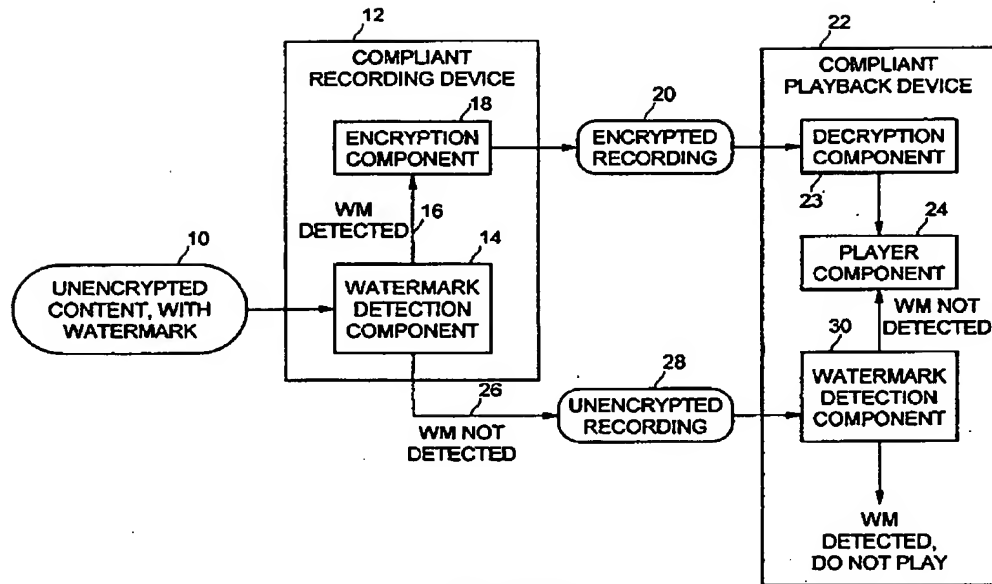 12
COMPLIANT
RECORDING DEVICE
18
ENCRYPTION
COMPONENT
WM
DETECTED
16
14
WATERMARK
DETECTION
COMPONENT
10
UNENCRYPTED
CONTENT, WITH
WATERMARK
26
WM NOT
DETECTED
20
ENCRYPTED
RECORDING
28
UNENCRYPTED
RECORDING
22
COMPLIANT
PLAYBACK DEVICE
DECRYPTION
COMPONENT
23
24
PLAYER
COMPONENT
WM NOT
DETECTED
30
WATERMARK
DETECTION
COMPONENT
WM
DETECTED,
DO NOT PLAY